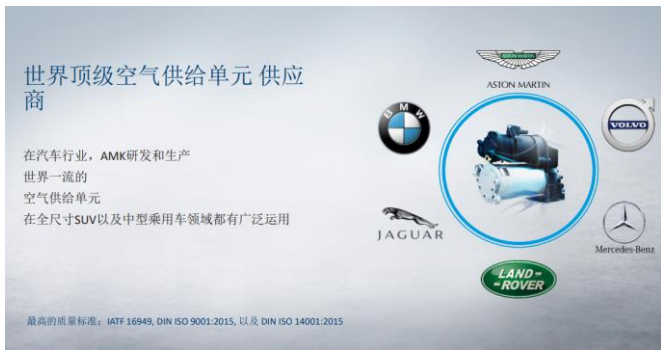 世界顶级空气供给单元 供应
商
在汽车行业，AMK研发和生产
世界一流的
空气供给单元
在全尺寸SUV以及中型乘用车领域都有广泛运用
最高的质量标准：IATF 16949, DIN ISO 9001:2015, 以及 DIN ISO 14001:2015
ASTON MARTIN
ASTON MARTIN
BMW
VOLVO
JAGUAR
Mercedes-Benz
LAND-
-ROVER